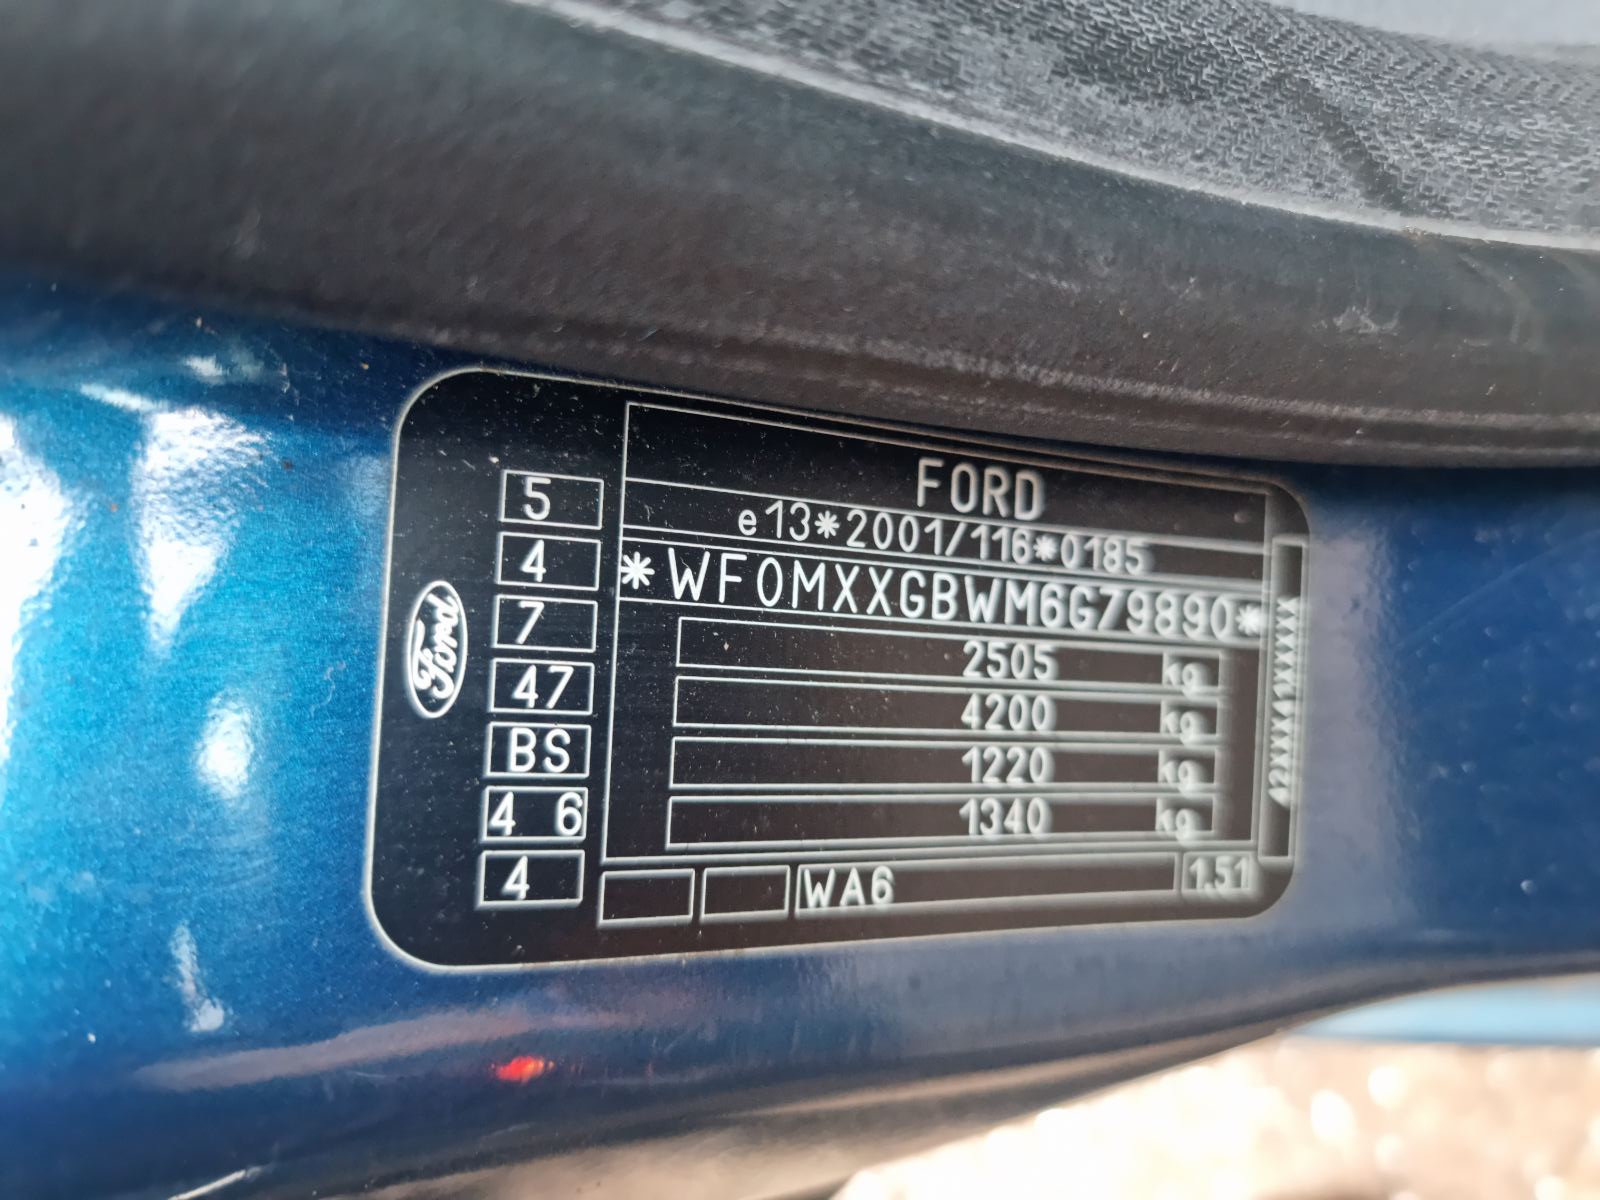 Ford
5
4
7
47
BS
4 6
4
FORD
e13*2001/116*0185
*WF0MXXGBWM6G79890*
2505 kg
4200 kg
1220 kg
1340 kg
WA6
1.51
42XXX41XXXX